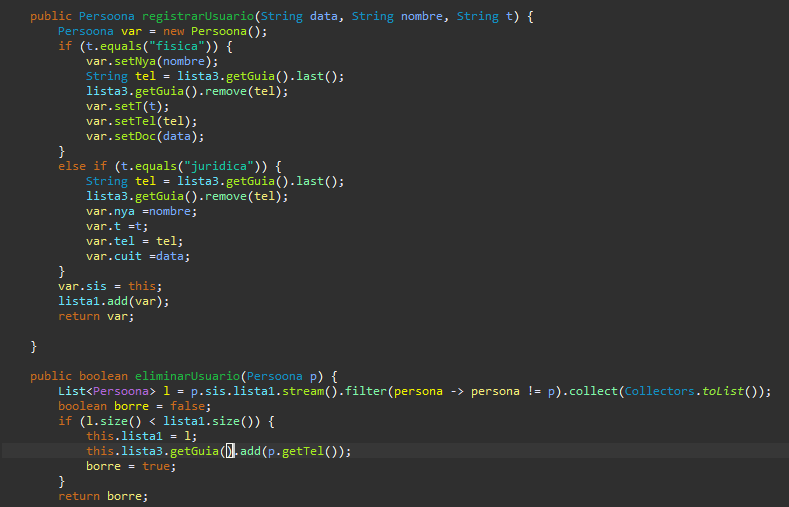 public Persoona registrarUsuario(String data, String nombre, String t) {
    Persoona var = new Persoona();
    if (t.equals("fisica")) {
        var.setNya(nombre);
        String tel = lista3.getGuia().last();
        lista3.getGuia().remove(tel);
        var.setT(t);
        var.setTel(tel);
        var.setDoc(data);
    }
    else if (t.equals("juridica")) {
        String tel = lista3.getGuia().last();
        lista3.getGuia().remove(tel);
        var.nya =nombre;
        var.t =t;
        var.tel = tel;
        var.cuit =data;
    }
    var.sis = this;
    lista1.add(var);
    return var;

}

public boolean eliminarUsuario(Persoona p) {
    List<Persoona> l = p.sis.lista1.stream().filter(persona -> persona != p).collect(Collectors.toList());
    boolean borre = false;
    if (l.size() < lista1.size()) {
        this.lista1 = l;
        this.lista3.getGuia().add(p.getTel());
        borre = true;
    }
    return borre;